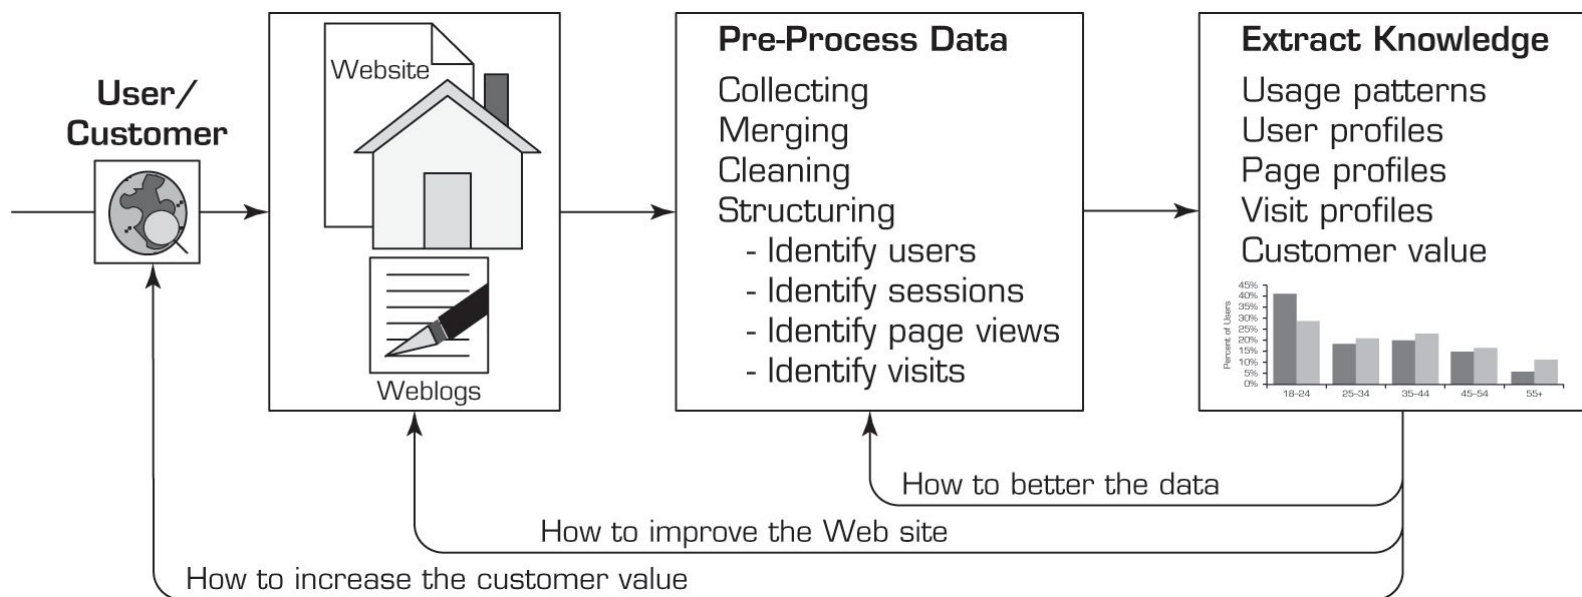 User/
Customer
Website
Weblogs
Pre-Process Data
Collecting
Merging
Cleaning
Structuring
- Identify users
- Identify sessions
- Identify page views
- Identify visits
Extract Knowledge
Usage patterns
User profiles
Page profiles
Visit profiles
Customer value
Percent of Users
45%
40%
35%
30%
25%
20%
15%
10%
5%
0%
18–24
25–34
35–44
45–54
55+
How to better the data
How to improve the Web site
How to increase the customer value